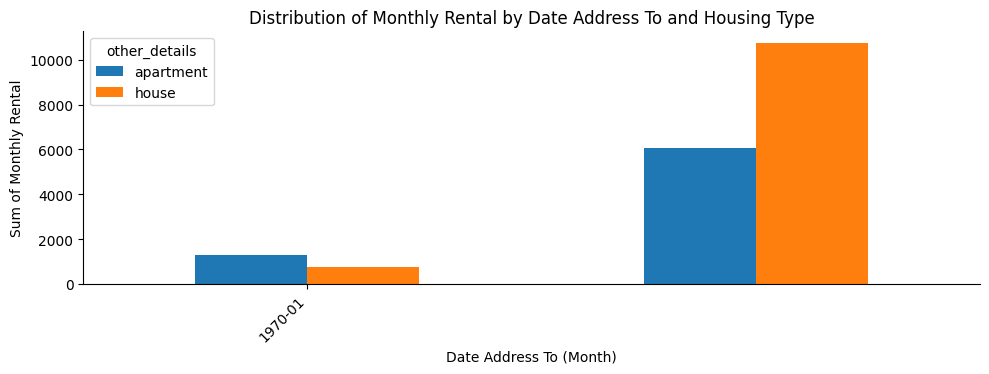 Distribution of Monthly Rental by Date Address To and Housing Type
other_details
apartment
house
Sum of Monthly Rental
10000
8000
6000
4000
2000
0
1970-01
Date Address To (Month)